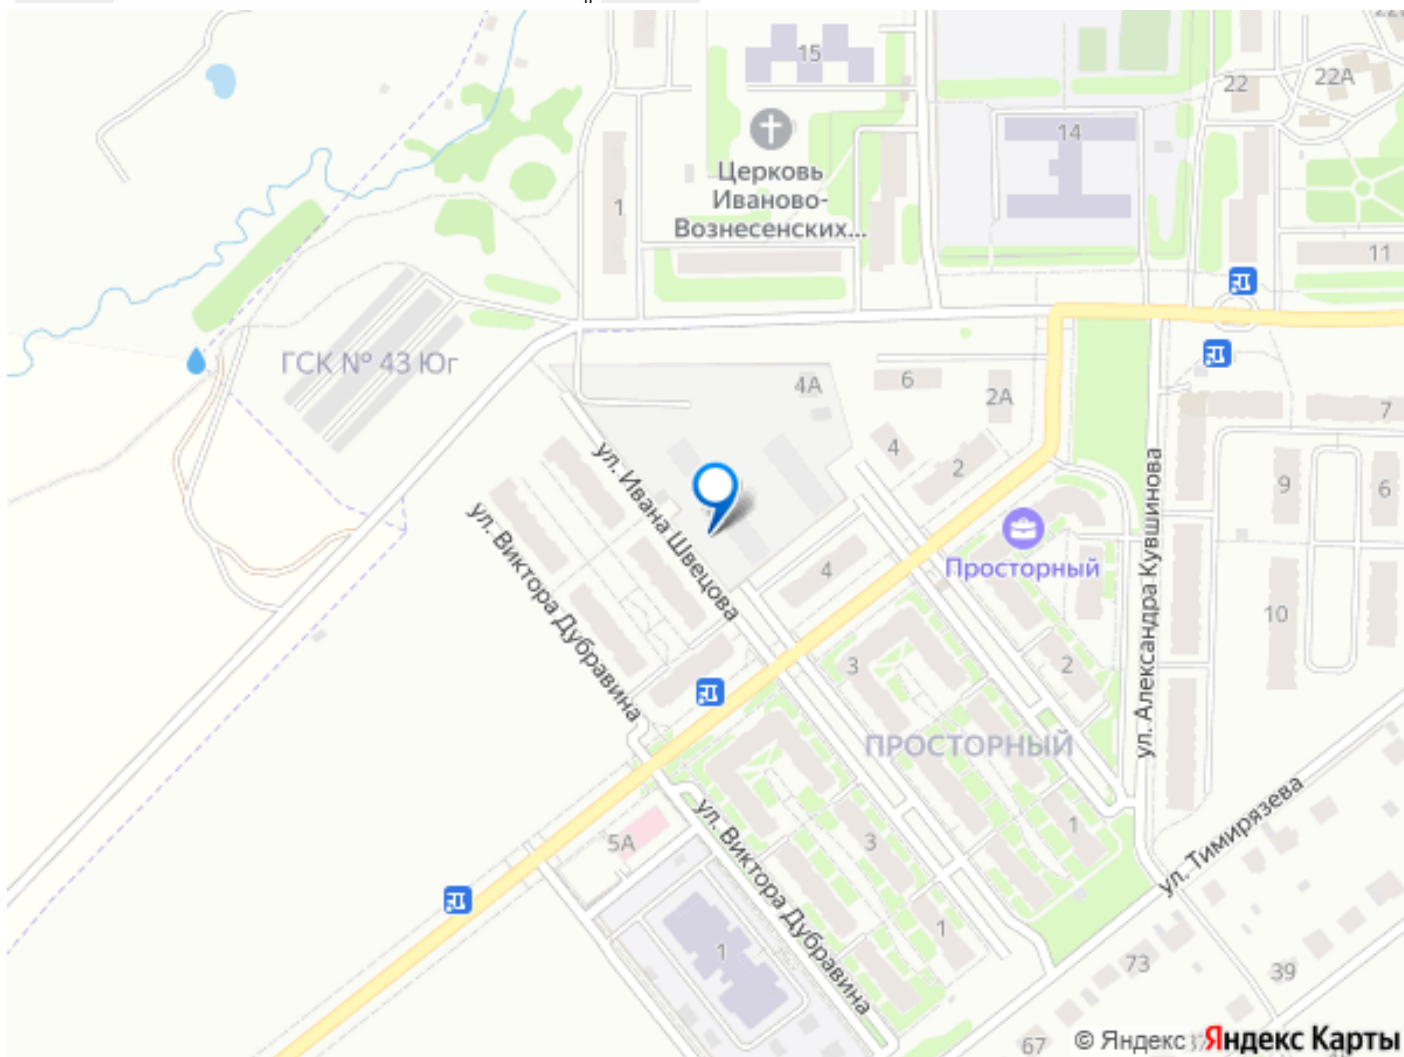 15
22
22А
14
Церковь
Иваново-
Вознесенских...
1
11
ГСК № 43 Юг
4А
6
2А
7
4
2
ул. Ивана Швецова
ул. Виктора Дубравина
9
6
Просторный
4
ул. Александра Кувшинова
10
3
2
ПРОСТОРНЫЙ
ул. Тимирязева
ул. Виктора Дубравина
5А
3
1
1
1
73
39
67
© Яндекс Яндекс Карты